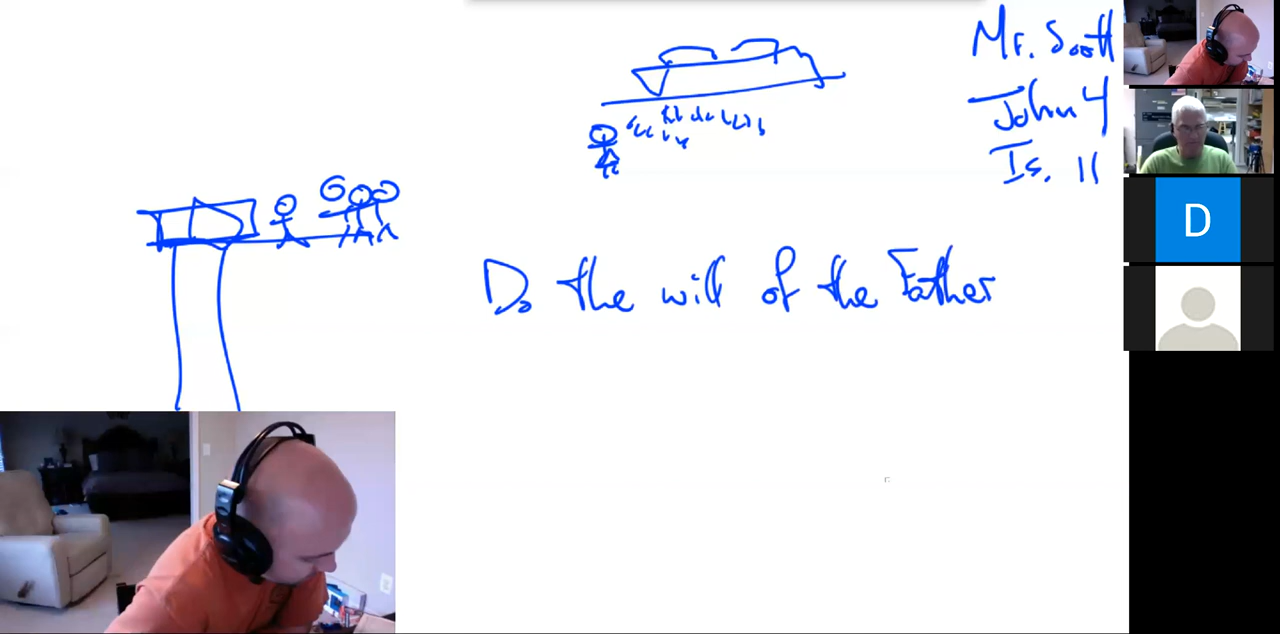 Mr. Scott
John 4
Is. 11
Do the will of the Father
D